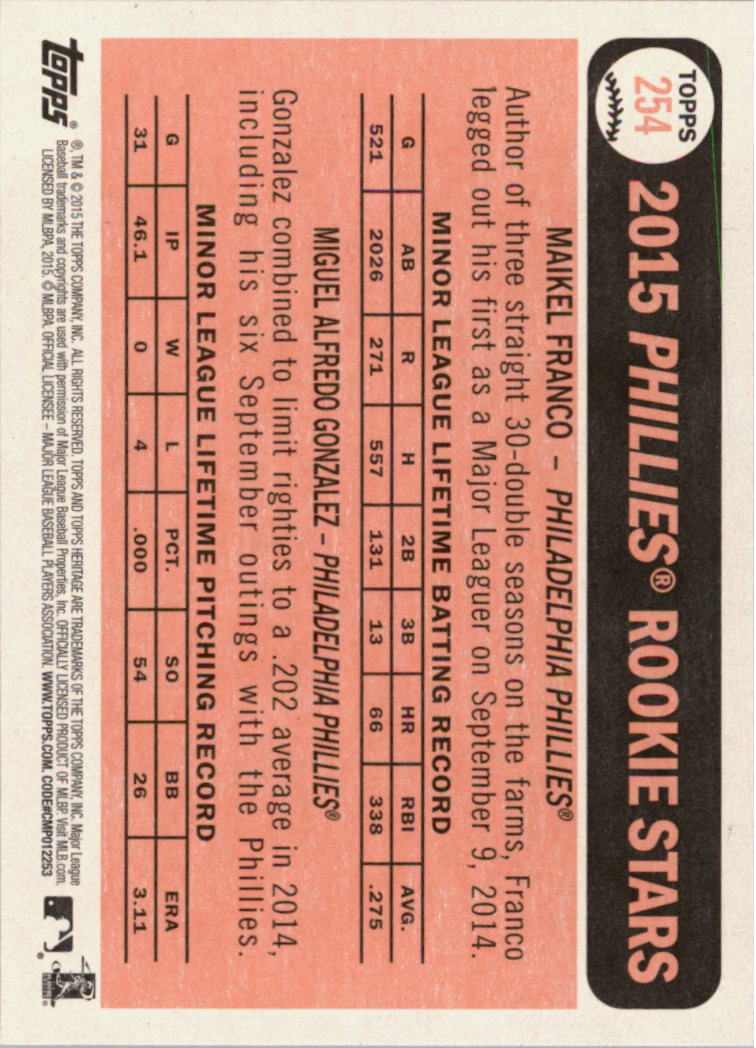 TOPPS
254
2015 PHILLIES® ROOKIE STARS
MAIKEL FRANCO – PHILADELPHIA PHILLIES®
Author of three straight 30-double seasons on the farms, Franco
legged out his first as a Major Leaguer on September 9, 2014.
MINOR LEAGUE LIFETIME BATTING RECORD
G AB R H 2B 3B HR RBI AVG.
521 2026 271 557 131 13 66 338 .275
MIGUEL ALFREDO GONZALEZ – PHILADELPHIA PHILLIES®
Gonzalez combined to limit righties to a .202 average in 2014,
including his six September outings with the Phillies.
MINOR LEAGUE LIFETIME PITCHING RECORD
G IP W L PCT. SO BB ERA
31 46.1 0 4 .000 54 26 3.11
topps®
®, TM & © 2015 THE TOPPS COMPANY, INC. ALL RIGHTS RESERVED. TOPPS AND TOPPS HERITAGE ARE TRADEMARKS OF THE TOPPS COMPANY, INC. Major League
Baseball trademarks and copyrights are used with permission of Major League Baseball Properties, Inc. OFFICIALLY LICENSED PRODUCT OF MLBP. Visit MLB.com.
LICENSED BY MLBPA, 2015. © MLBPA. OFFICIAL LICENSEE – MAJOR LEAGUE BASEBALL PLAYERS ASSOCIATION. WWW.TOPPS.COM. CODE#CMP012253